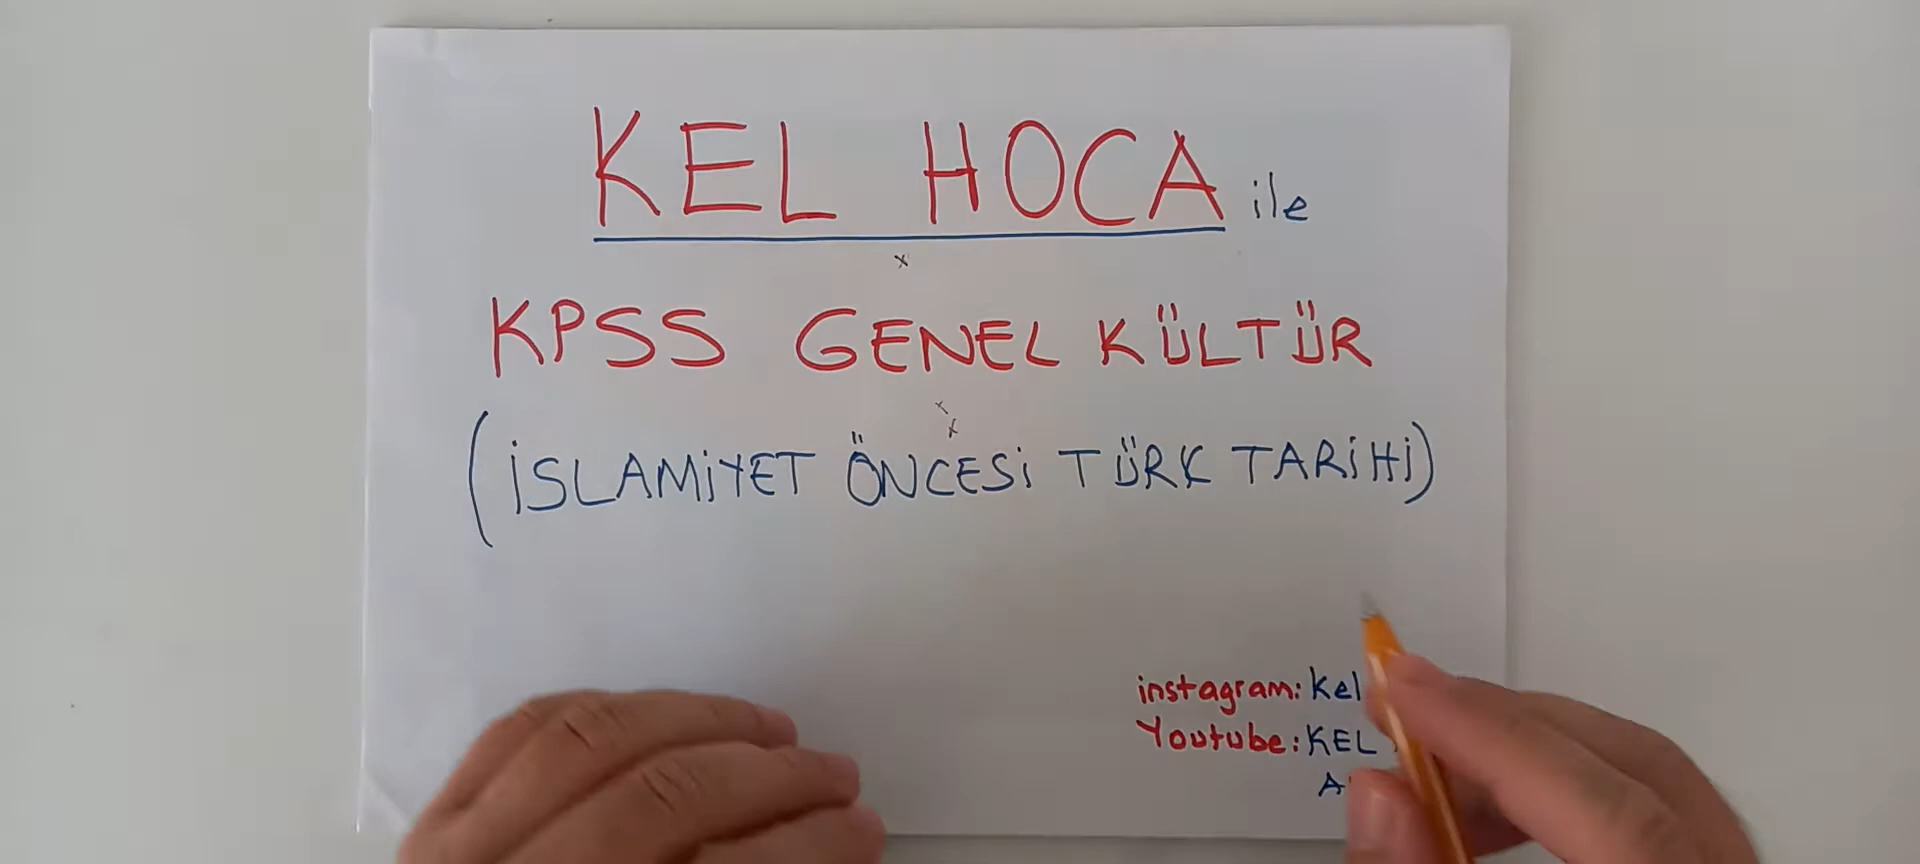 KEL HOCA ile
KPSS GENEL KÜLTÜR
(İSLAMİYET ÖNCESİ TÜRK TARİHİ)
instagram: Kel
Youtube: KEL